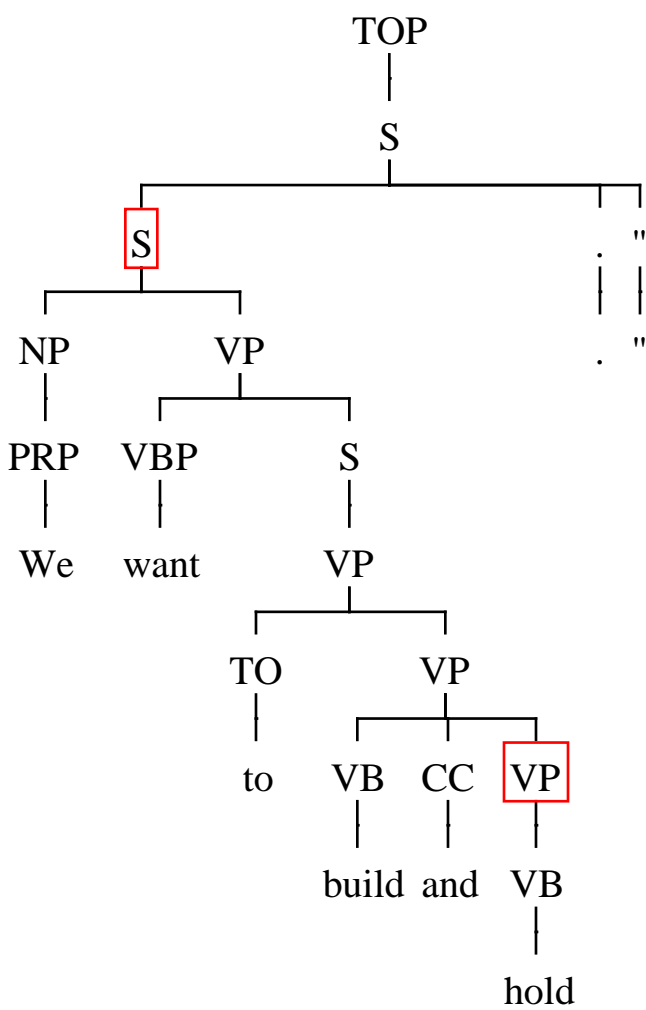 TOP
S
S . "
NP VP . "
PRP VBP S
We want VP
TO VP
to VB CC VP
build and VB
hold